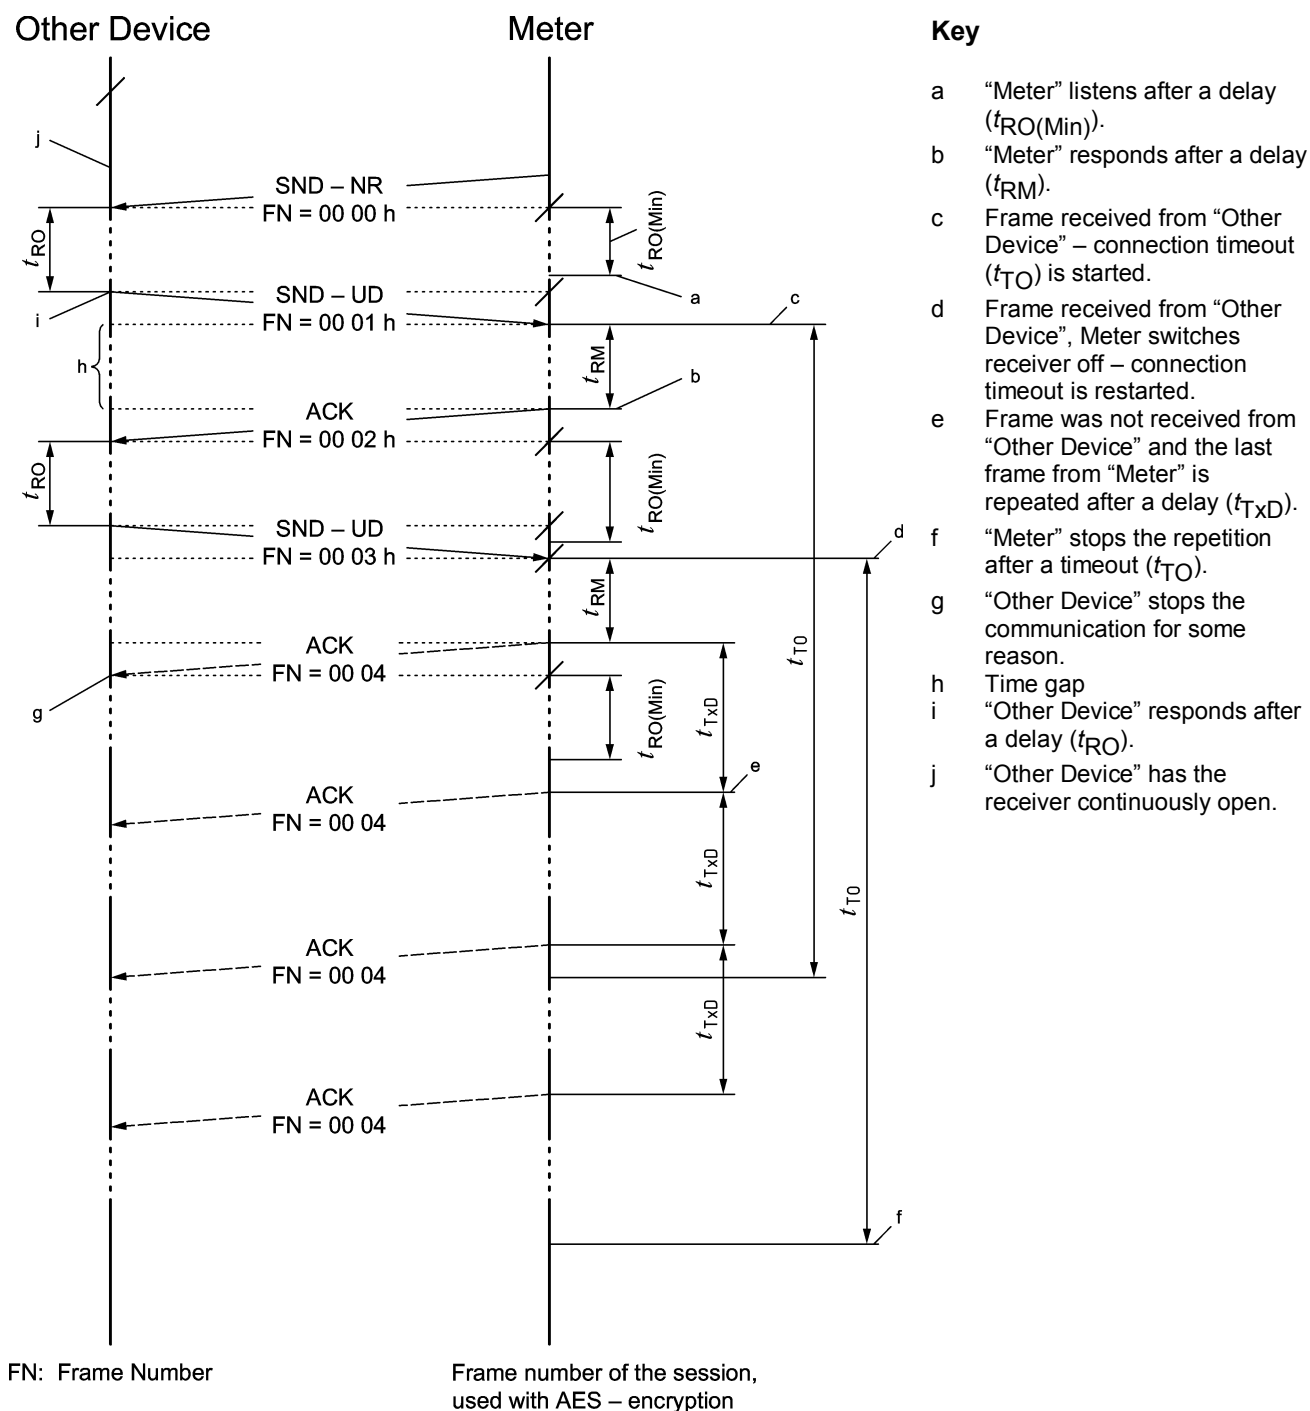 Other Device
Meter
Key
a “Meter” listens after a delay
(tRO(Min)).
b “Meter” responds after a delay
(tRM).
c Frame received from “Other
Device” – connection timeout
(tTO) is started.
d Frame received from “Other
Device”, Meter switches
receiver off – connection
timeout is restarted.
e Frame was not received from
“Other Device” and the last
frame from “Meter” is
repeated after a delay (tTxD).
f “Meter” stops the repetition
after a timeout (tTO).
g “Other Device” stops the
communication for some
reason.
h Time gap
i “Other Device” responds after
a delay (tRO).
j “Other Device” has the
receiver continuously open.
j
SND – NR
FN = 00 00 h
tRO
tRO(Min)
a
i
SND – UD
FN = 00 01 h
c
h
tRM
b
ACK
FN = 00 02 h
tRO
tRO(Min)
SND – UD
FN = 00 03 h
d
tRM
ACK
FN = 00 04
g
tRO(Min)
tTxD
tT0
e
ACK
FN = 00 04
tTxD
tT0
ACK
FN = 00 04
tTxD
ACK
FN = 00 04
f
FN: Frame Number
Frame number of the session,
used with AES – encryption